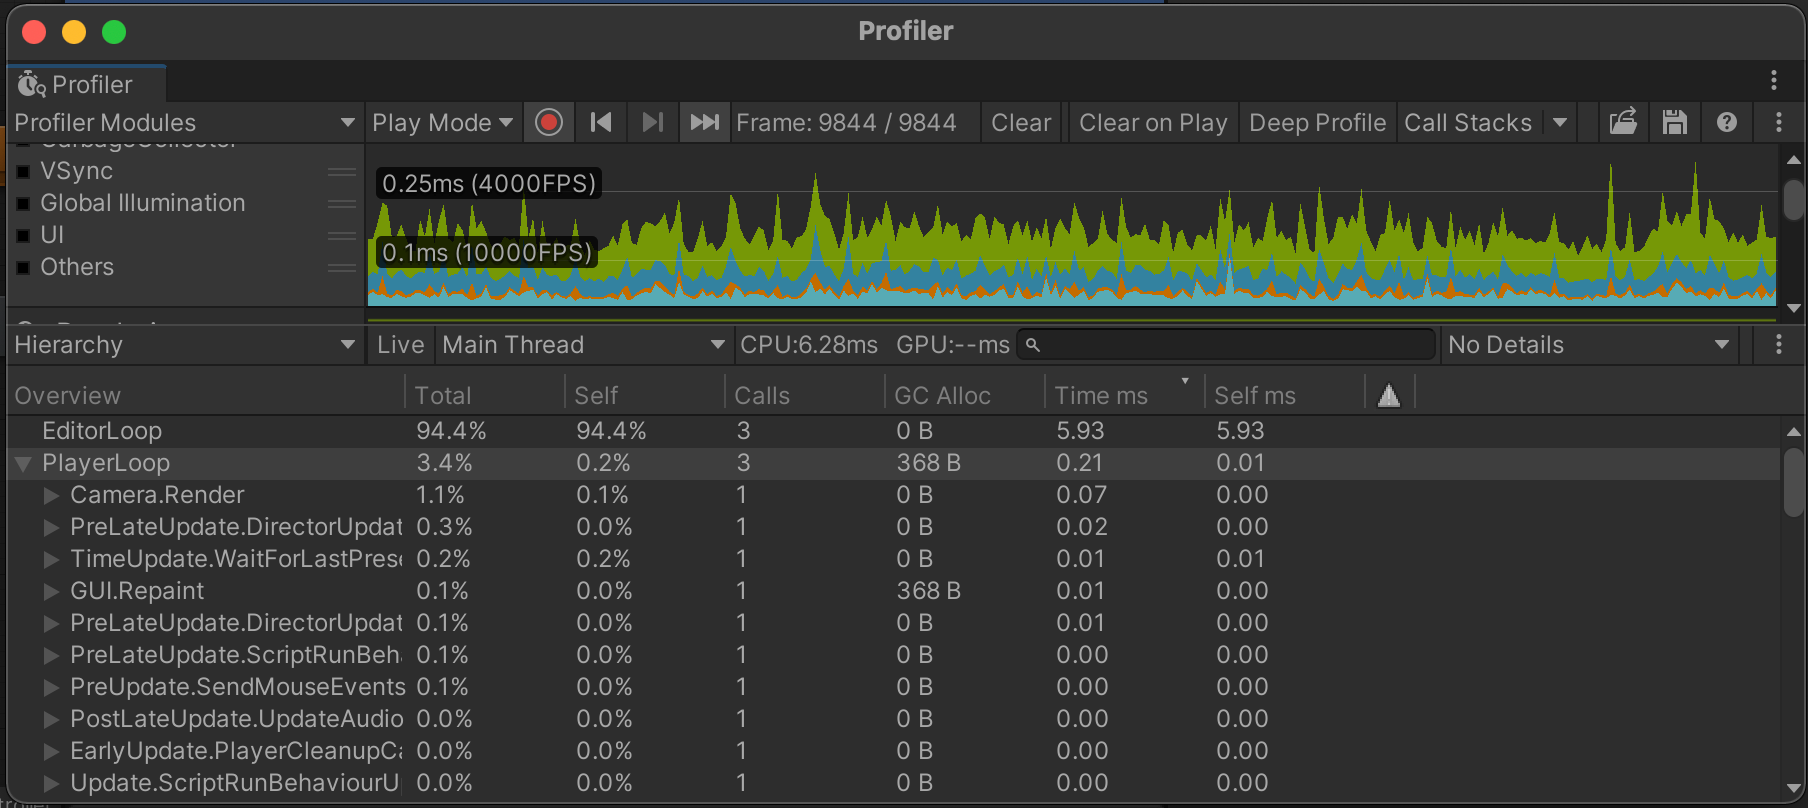 Profiler
Profiler
Profiler Modules
Play Mode
Frame: 9844 / 9844
Clear
Clear on Play
Deep Profile
Call Stacks
VSync
Global Illumination
UI
Others
0.25ms (4000FPS)
0.1ms (10000FPS)
Hierarchy
Live
Main Thread
CPU:6.28ms
GPU:--ms
No Details
Overview Total Self Calls GC Alloc Time ms Self ms
EditorLoop 94.4% 94.4% 3 0 B 5.93 5.93
PlayerLoop 3.4% 0.2% 3 368 B 0.21 0.01
Camera.Render 1.1% 0.1% 1 0 B 0.07 0.00
PreLateUpdate.DirectorUpdat 0.3% 0.0% 1 0 B 0.02 0.00
TimeUpdate.WaitForLastPrese 0.2% 0.2% 1 0 B 0.01 0.01
GUI.Repaint 0.1% 0.0% 1 368 B 0.01 0.00
PreLateUpdate.DirectorUpdat 0.1% 0.0% 1 0 B 0.01 0.00
PreLateUpdate.ScriptRunBeh 0.1% 0.0% 1 0 B 0.00 0.00
PreUpdate.SendMouseEvents 0.1% 0.0% 1 0 B 0.00 0.00
PostLateUpdate.UpdateAudio 0.0% 0.0% 1 0 B 0.00 0.00
EarlyUpdate.PlayerCleanupCa 0.0% 0.0% 1 0 B 0.00 0.00
Update.ScriptRunBehaviourU 0.0% 0.0% 1 0 B 0.00 0.00